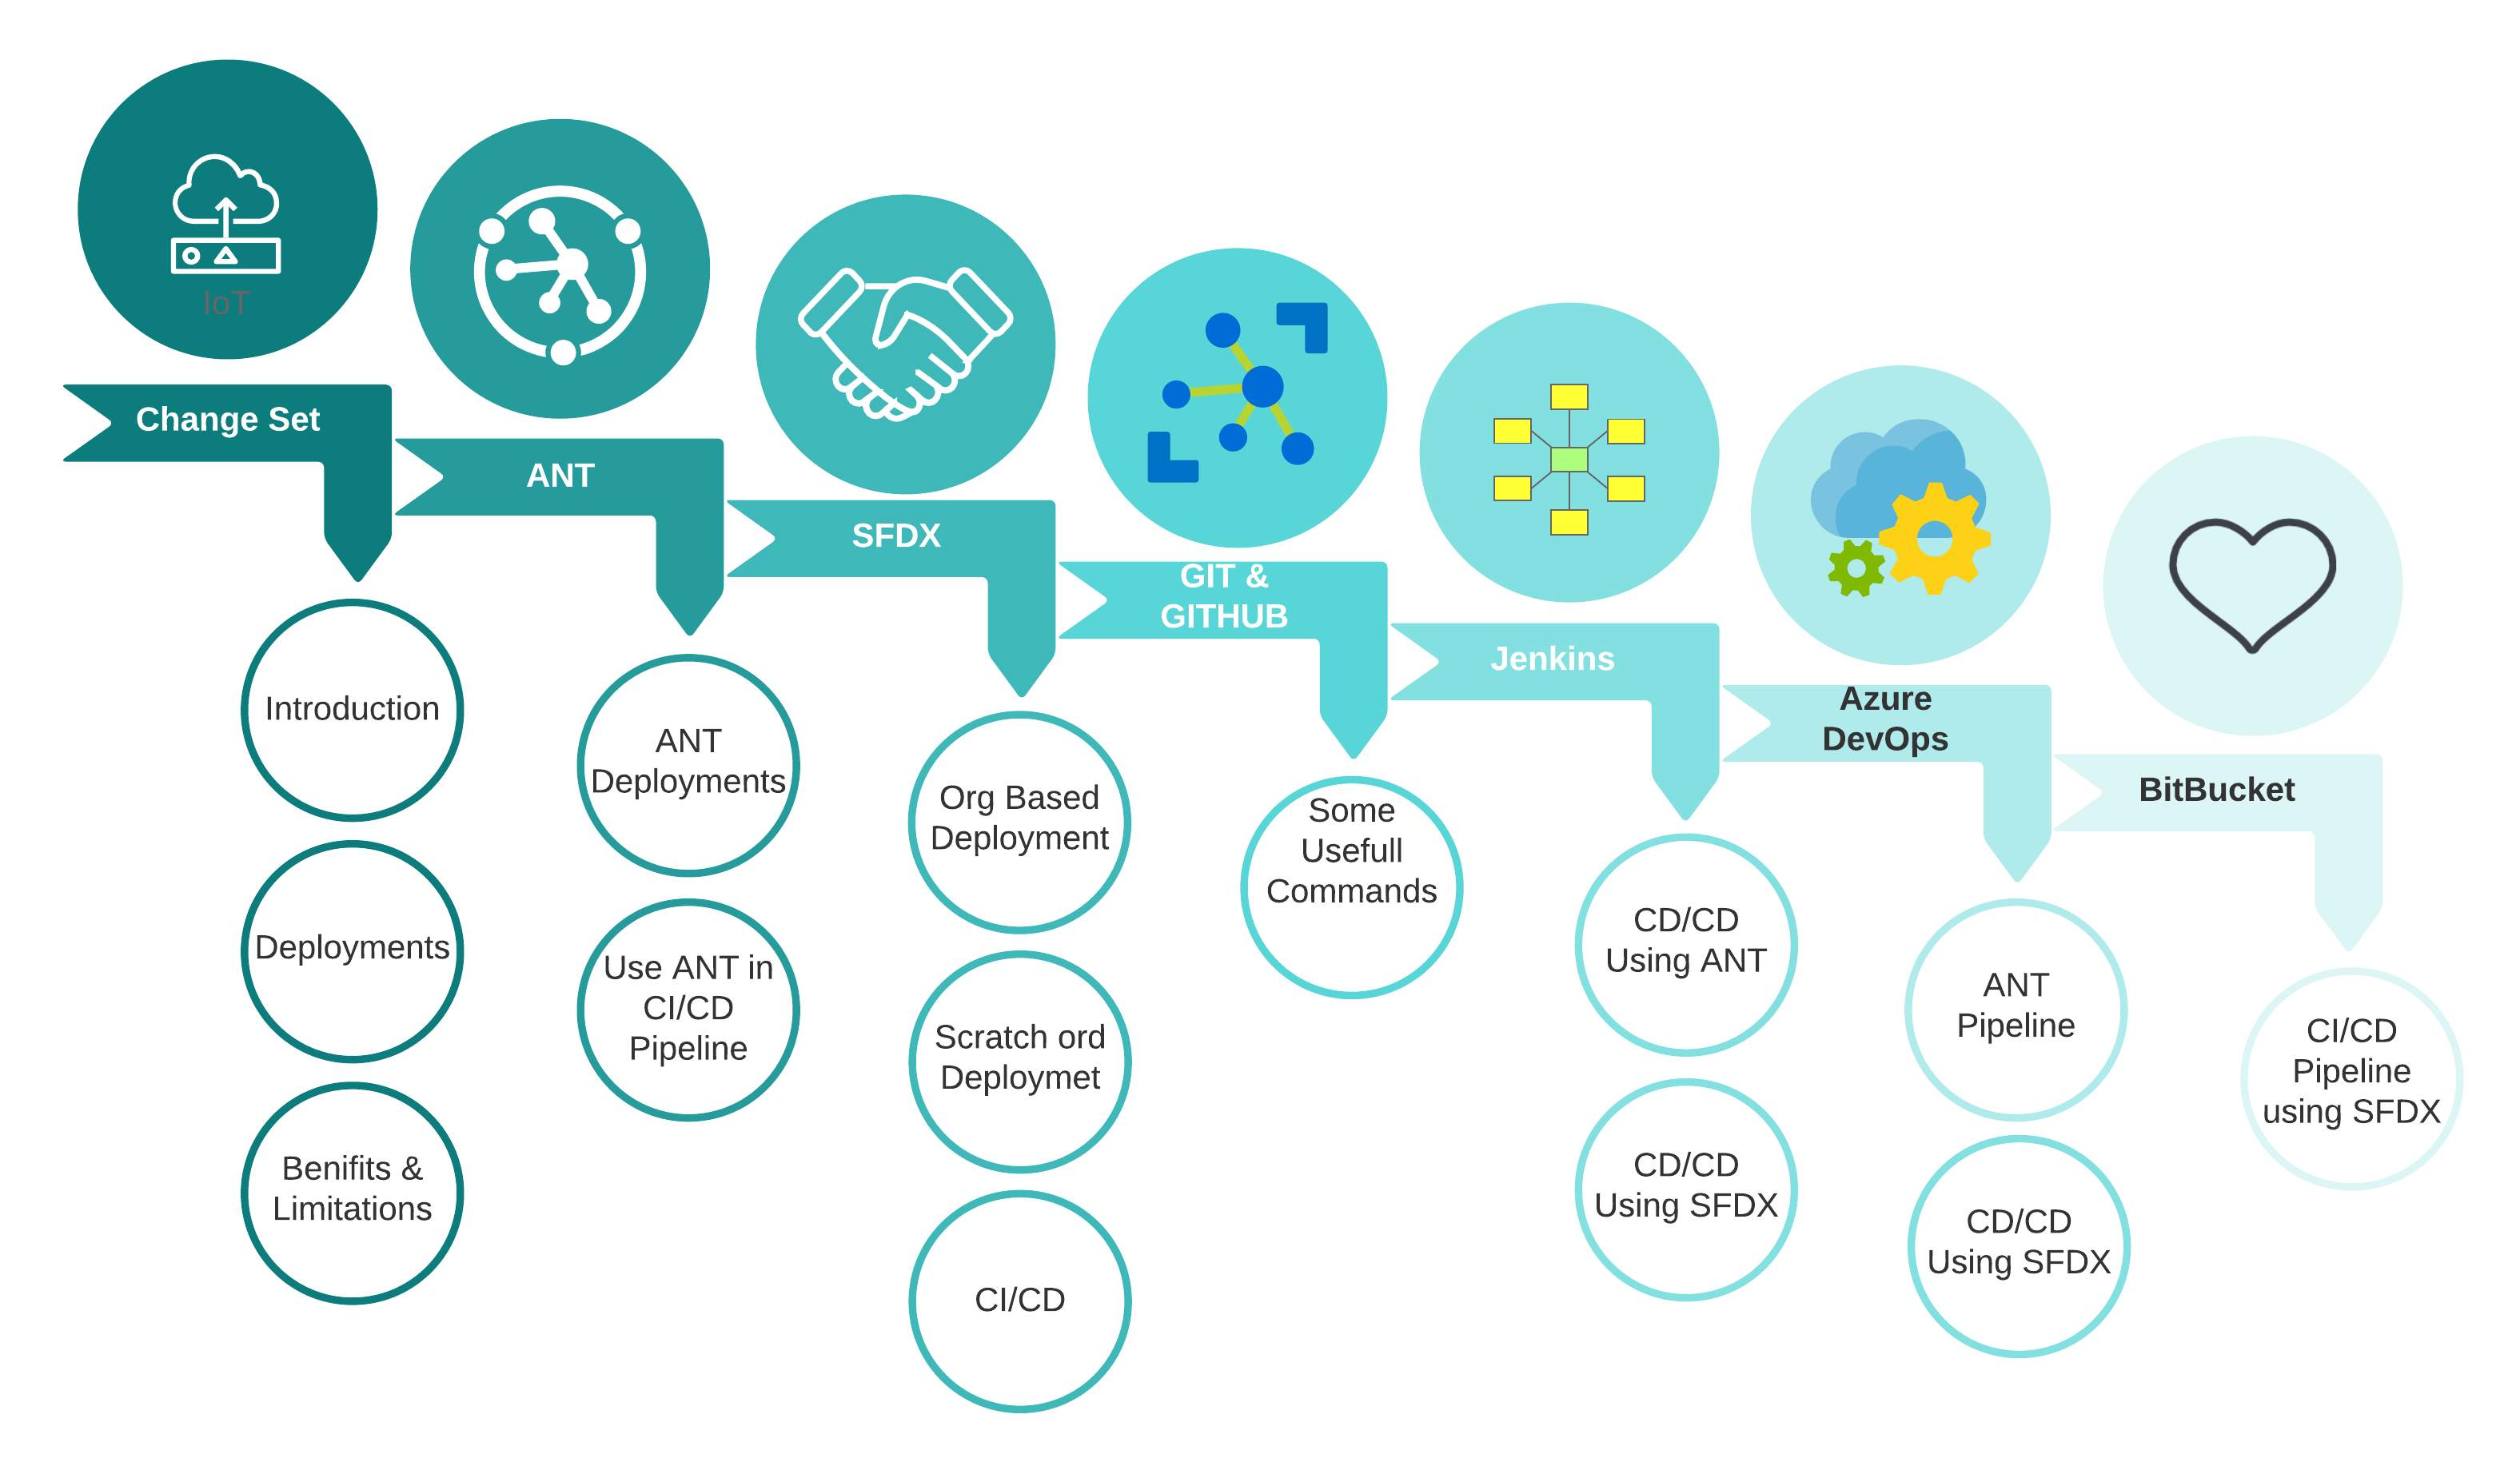 IoT
Change Set
Introduction
Deployments
Benifits &
Limitations
ANT
ANT
Deployments
Use ANT in
CI/CD
Pipeline
SFDX
Org Based
Deployment
Scratch ord
Deploymet
CI/CD
GIT &
GITHUB
Some
Usefull
Commands
Jenkins
CD/CD
Using ANT
CD/CD
Using SFDX
Azure
DevOps
ANT
Pipeline
CD/CD
Using SFDX
BitBucket
CI/CD
Pipeline
using SFDX